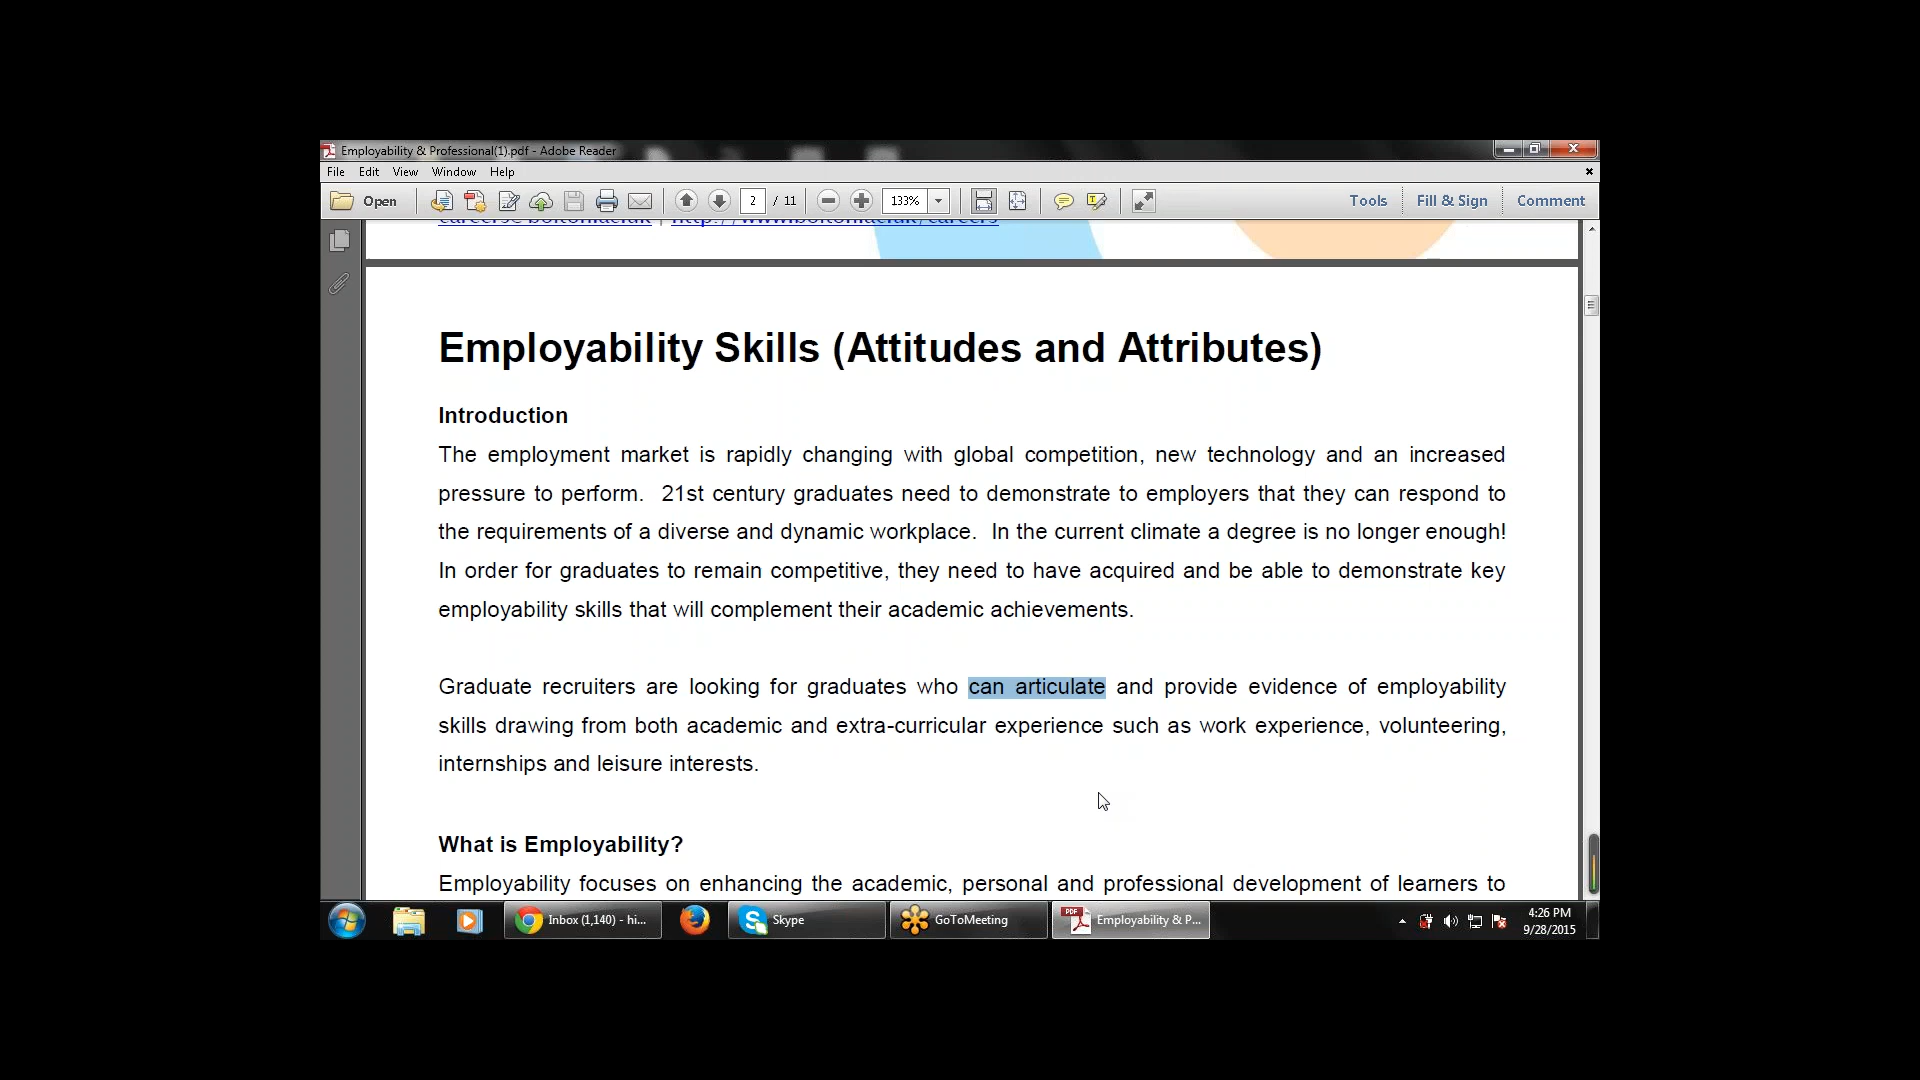 Employability & Professional(1).pdf - Adobe Reader
File Edit View Window Help
Open 2 / 11 133% Tools Fill & Sign Comment
Employability Skills (Attitudes and Attributes)
Introduction
The employment market is rapidly changing with global competition, new technology and an increased
pressure to perform. 21st century graduates need to demonstrate to employers that they can respond to
the requirements of a diverse and dynamic workplace. In the current climate a degree is no longer enough!
In order for graduates to remain competitive, they need to have acquired and be able to demonstrate key
employability skills that will complement their academic achievements.
Graduate recruiters are looking for graduates who can articulate and provide evidence of employability
skills drawing from both academic and extra-curricular experience such as work experience, volunteering,
internships and leisure interests.
What is Employability?
Employability focuses on enhancing the academic, personal and professional development of learners to
Inbox (1,140) - hi... Skype GoToMeeting Employability & P... 4:26 PM
9/28/2015